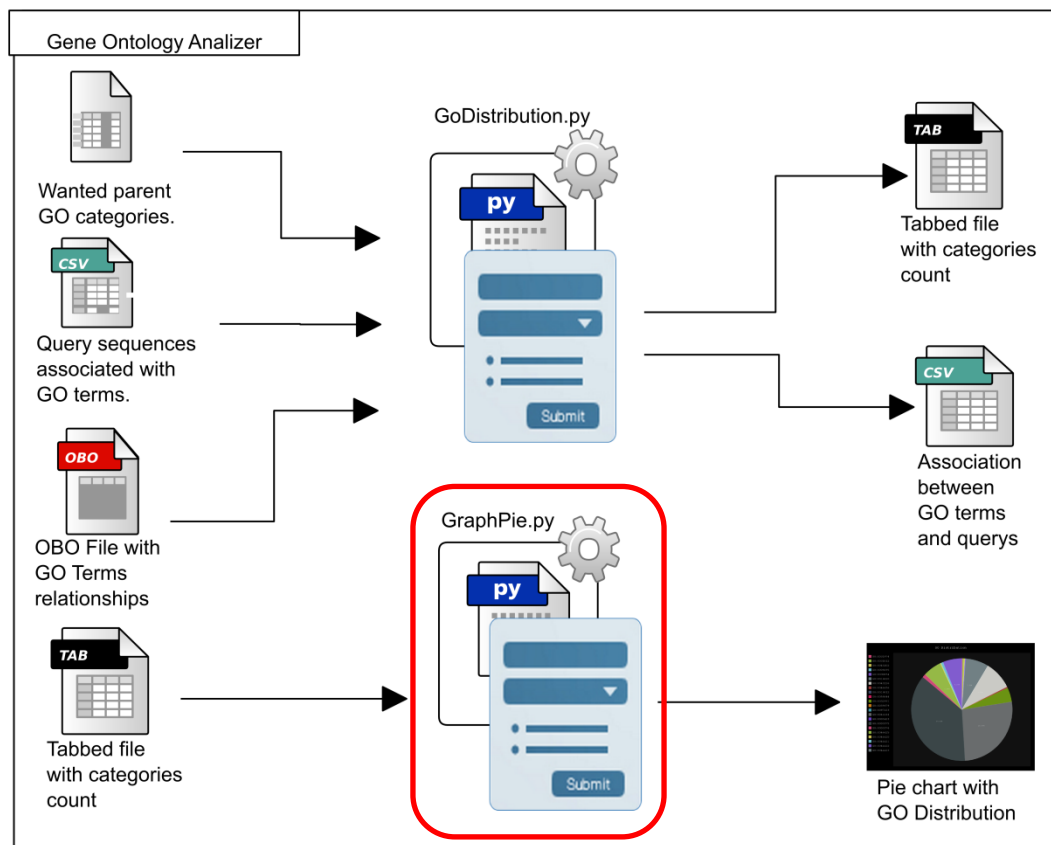 Gene Ontology Analizer
Wanted parent
GO categories.
CSV
Query sequences
associated with
GO terms.
OBO
OBO File with
GO Terms
relationships
TAB
Tabbed file
with categories
count
GoDistribution.py
py
Submit
GraphPie.py
py
Submit
TAB
Tabbed file
with categories
count
CSV
Association
between
GO terms
and querys
Pie chart with
GO Distribution